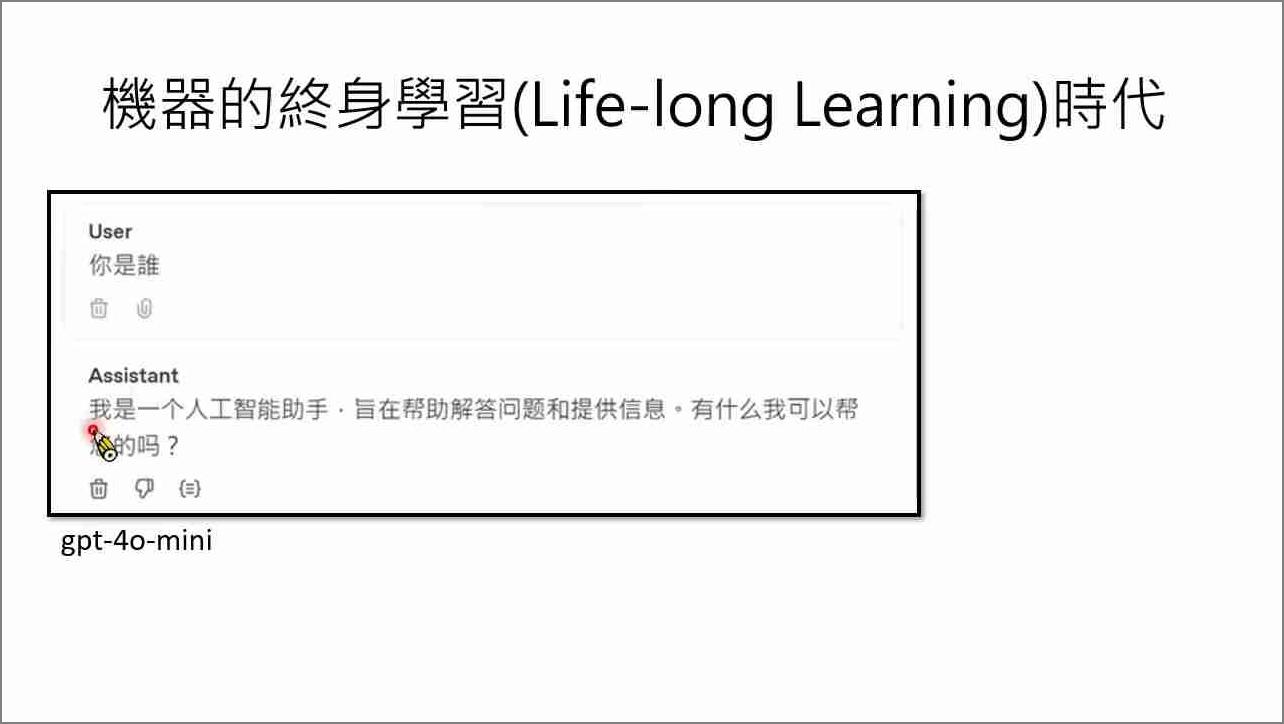 機器的終身學習(Life-long Learning)時代
User
你是誰
Assistant
我是一个人工智能助手，旨在帮助解答问题和提供信息。有什么我可以帮
的吗？
gpt-4o-mini